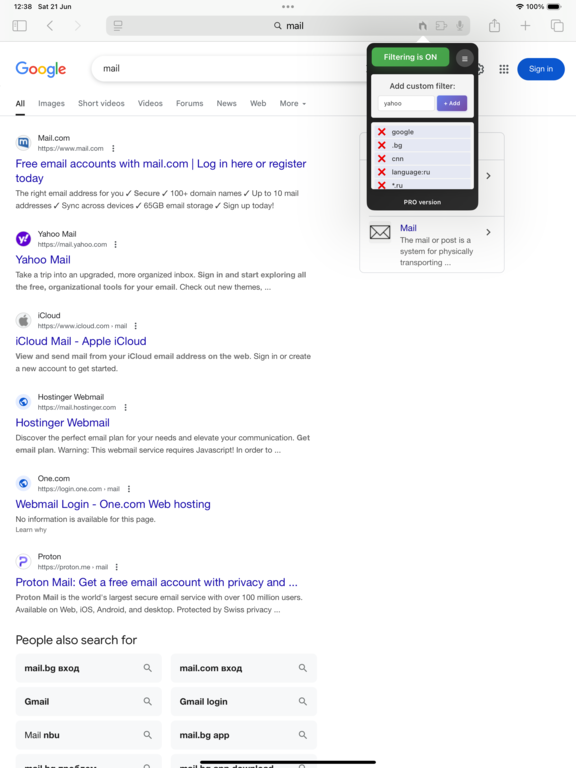 12:38 Sat 21 Jun
100%
mail
Filtering is ON
Add custom filter:
yahoo
+ Add
google
.bg
cnn
language:ru
*.ru
PRO version
Google
mail
Sign in
All Images Short videos Videos Forums News Web More
Mail.com
https://www.mail.com
Free email accounts with mail.com | Log in here or register
today
The right email address for you ✓ Secure ✓ 100+ domain names ✓ Up to 10 mail
addresses ✓ Sync across devices ✓ 65GB email storage ✓ Sign up today!
Yahoo Mail
https://mail.yahoo.com
Yahoo Mail
Take a trip into an upgraded, more organized inbox. Sign in and start exploring all
the free, organizational tools for your email. Check out new themes, ...
iCloud
https://www.icloud.com › mail
iCloud Mail - Apple iCloud
View and send mail from your iCloud email address on the web. Sign in or create
a new account to get started.
Hostinger Webmail
https://mail.hostinger.com
Hostinger Webmail
Discover the perfect email plan for your needs and elevate your communication. Get
email plan. Warning: This webmail service requires Javascript! In order to ...
One.com
https://login.one.com › mail
Webmail Login - One.com Web hosting
No information is available for this page.
Learn why
Proton
https://proton.me › mail
Proton Mail: Get a free email account with privacy and ...
Proton Mail is the world's largest secure email service with over 100 million users.
Available on Web, iOS, Android, and desktop. Protected by Swiss privacy ...
Mail
The mail or post is a
system for physically
transporting ...
People also search for
mail.bg вход
mail.com вход
Gmail
Gmail login
Mail nbu
mail.bg app
mail.bg проблем
mail.bg app download